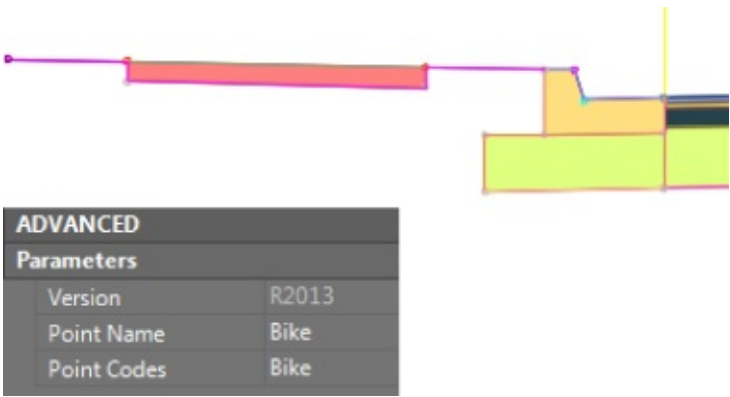 ADVANCED
Parameters
Version R2013
Point Name Bike
Point Codes Bike